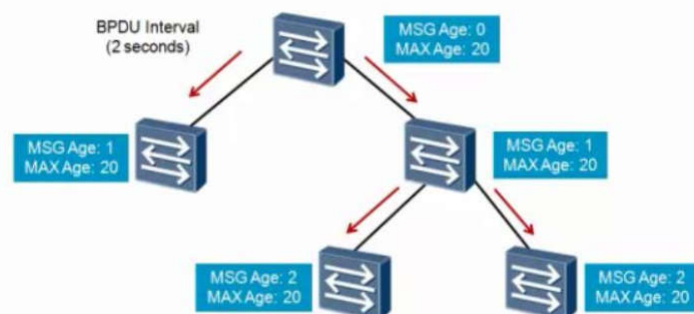 BPDU Interval
(2 seconds)
MSG Age: 0
MAX Age: 20
MSG Age: 1
MAX Age: 20
MSG Age: 1
MAX Age: 20
MSG Age: 2
MAX Age: 20
MSG Age: 2
MAX Age: 20